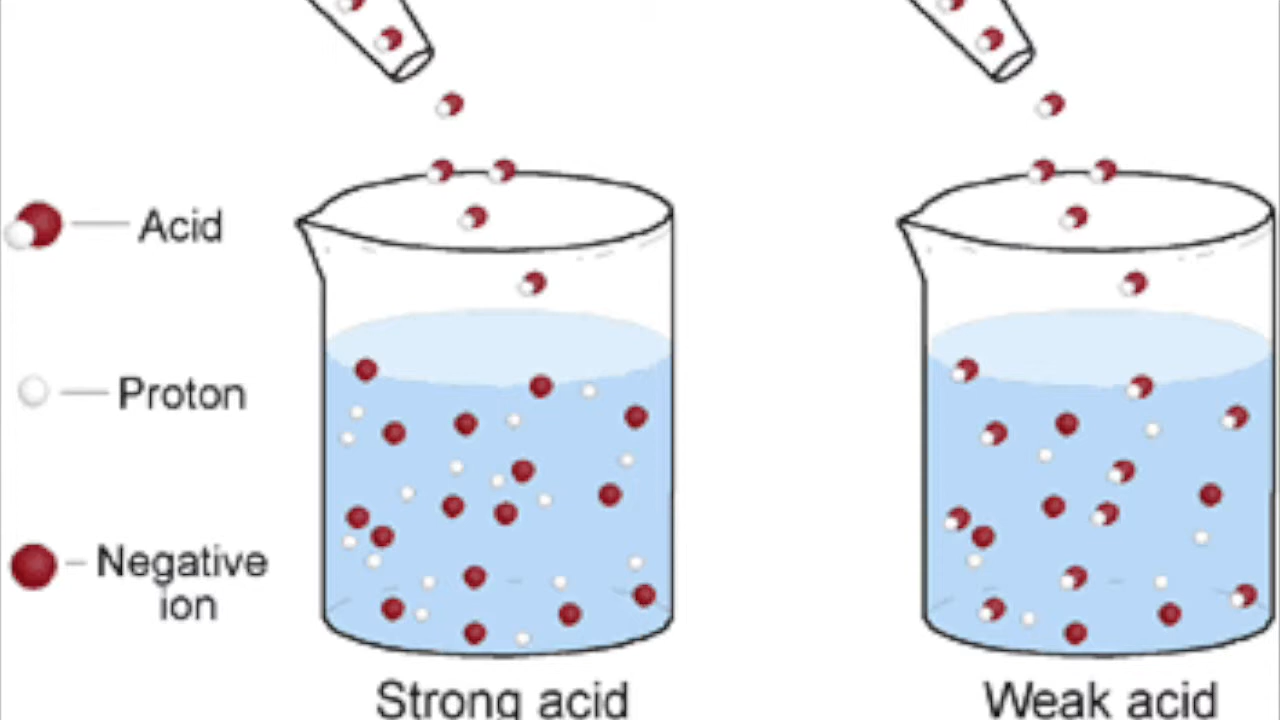 Acid
Proton
Negative
ion
Strong acid
Weak acid